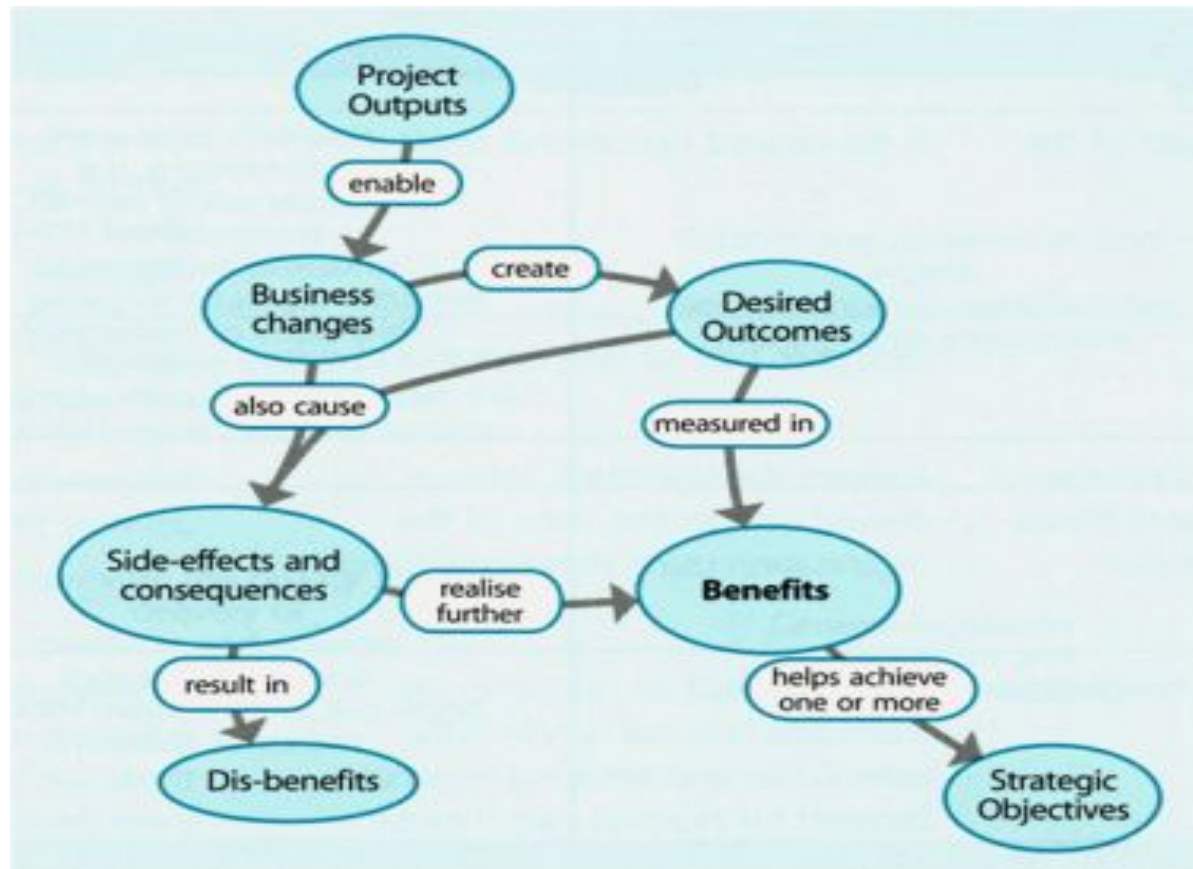 Project
Outputs
enable
create
Business
changes
Desired
Outcomes
also cause
measured in
Side-effects and
consequences
realise
further
Benefits
result in
helps achieve
one or more
Dis-benefits
Strategic
Objectives